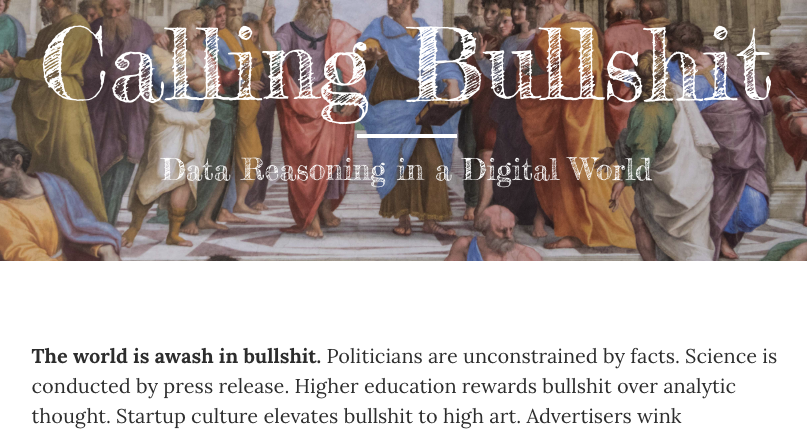 Calling Bullshit
Data Reasoning in a Digital World
The world is awash in bullshit. Politicians are unconstrained by facts. Science is
conducted by press release. Higher education rewards bullshit over analytic
thought. Startup culture elevates bullshit to high art. Advertisers wink